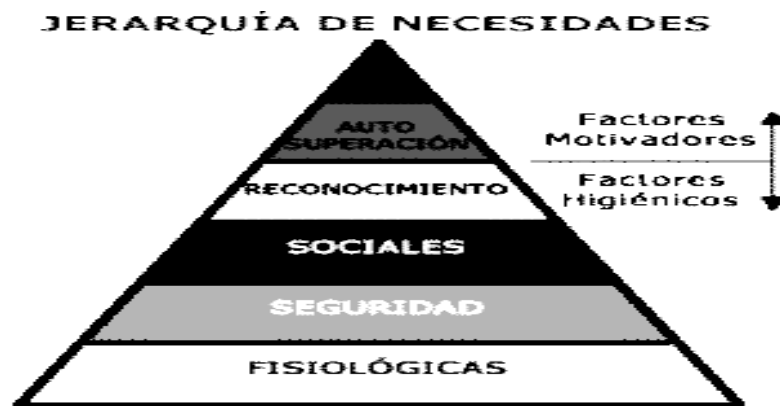 JERARQUÍA DE NECESIDADES
AUTO
SUPERACIÓN
Factores
Motivadores
RECONOCIMIENTO
Factores
Higiénicos
SOCIALES
SEGURIDAD
FISIOLÓGICAS